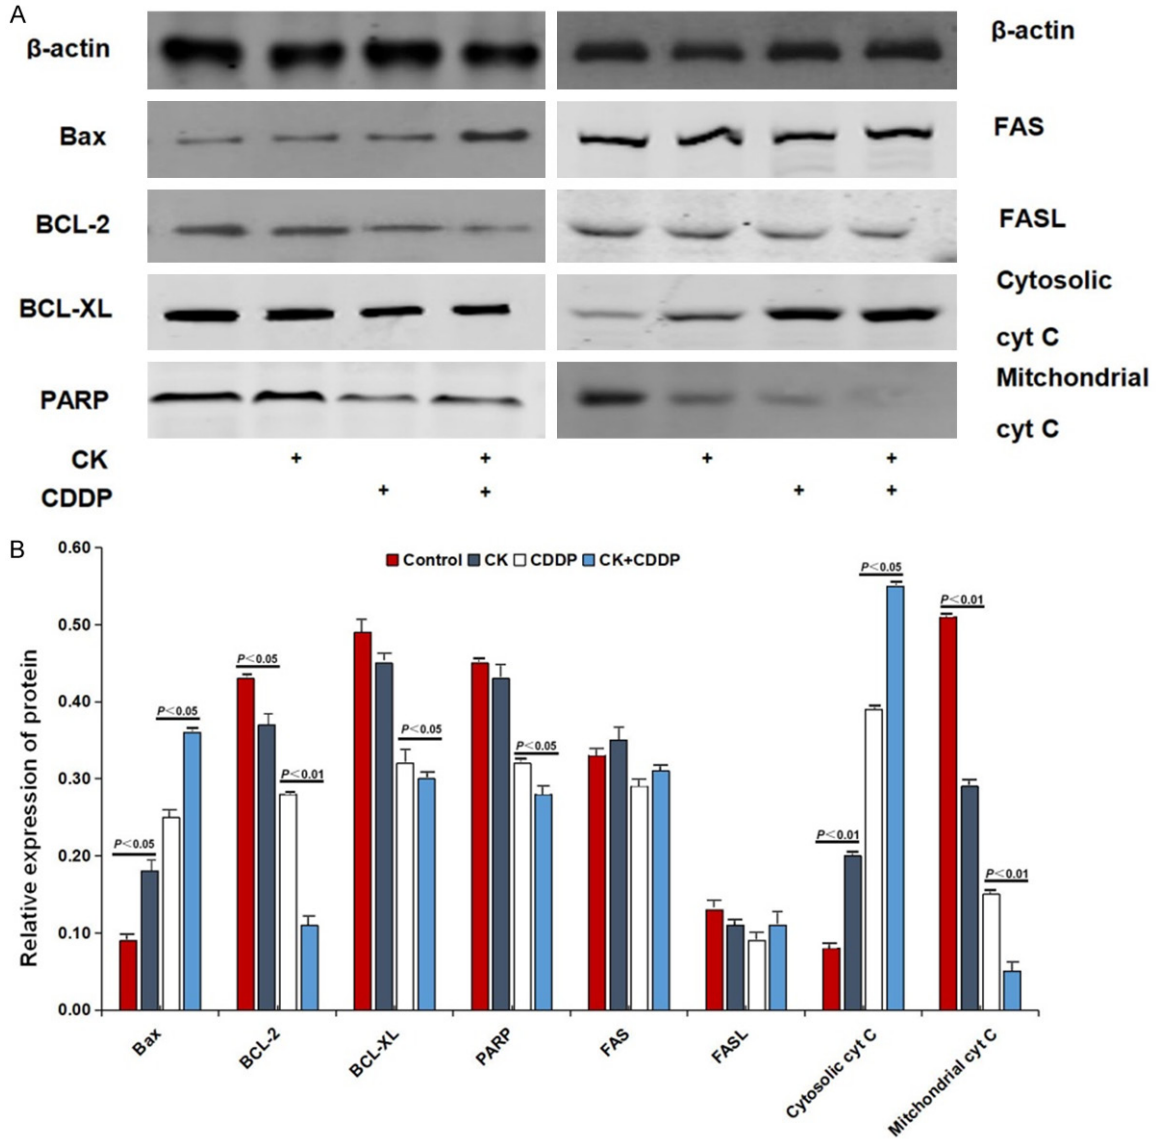 A
β-actin
β-actin
Bax
FAS
BCL-2
FASL
BCL-XL
Cytosolic
cyt C
PARP
Mitchondrial
cyt C
CK + + + +
CDDP + + + +
B
Relative expression of protein
0.60
0.50
0.40
0.30
0.20
0.10
0.00
Control CK CDDP CK+CDDP
P<0.05
P<0.05
P<0.05
P<0.01
P<0.05
P<0.05
P<0.01
P<0.05
P<0.01
P<0.01
Bax
BCL-2
BCL-XL
PARP
FAS
FASL
Cytosolic cyt C
Mitchondrial cyt C